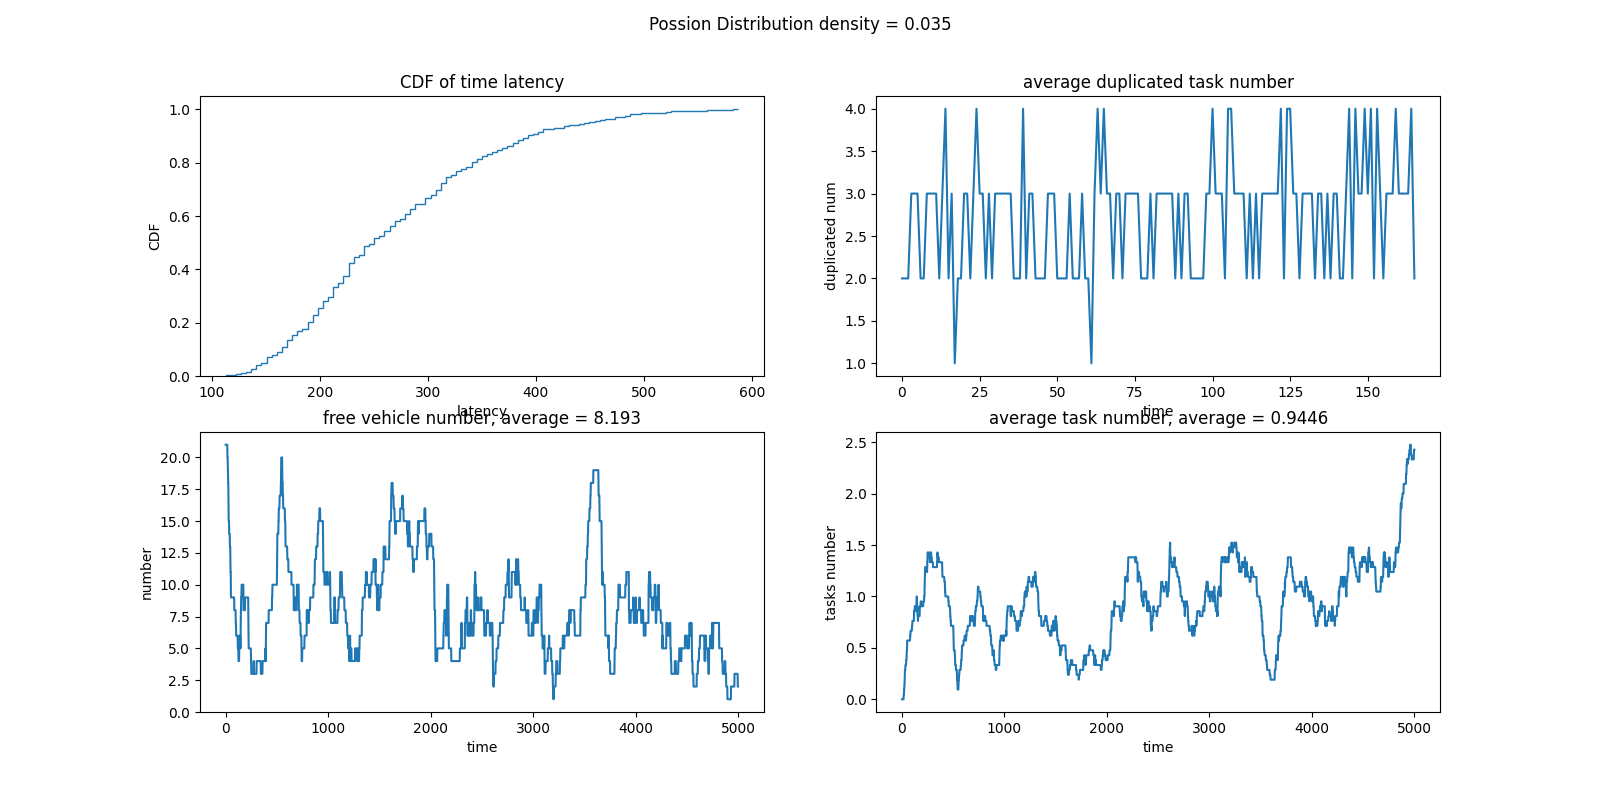 Possion Distribution density = 0.035
CDF of time latency
CDF
1.0
0.8
0.6
0.4
0.2
0.0
100 200 300 400 500 600
latency
average duplicated task number
duplicated num
4.0
3.5
3.0
2.5
2.0
1.5
1.0
0 25 50 75 100 125 150
time
free vehicle number, average = 8.193
number
20.0
17.5
15.0
12.5
10.0
7.5
5.0
2.5
0.0
0 1000 2000 3000 4000 5000
time
average task number, average = 0.9446
tasks number
2.5
2.0
1.5
1.0
0.5
0.0
0 1000 2000 3000 4000 5000
time